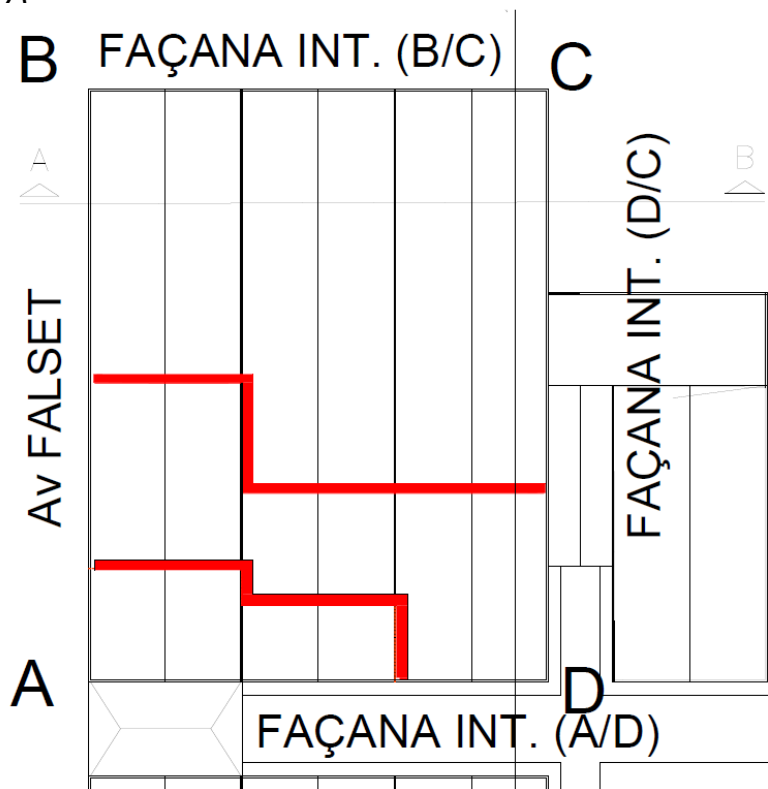 B
FAÇANA INT. (B/C)
C
A
B
FAÇANA INT. (D/C)
Av FALSET
A
D
FAÇANA INT. (A/D)